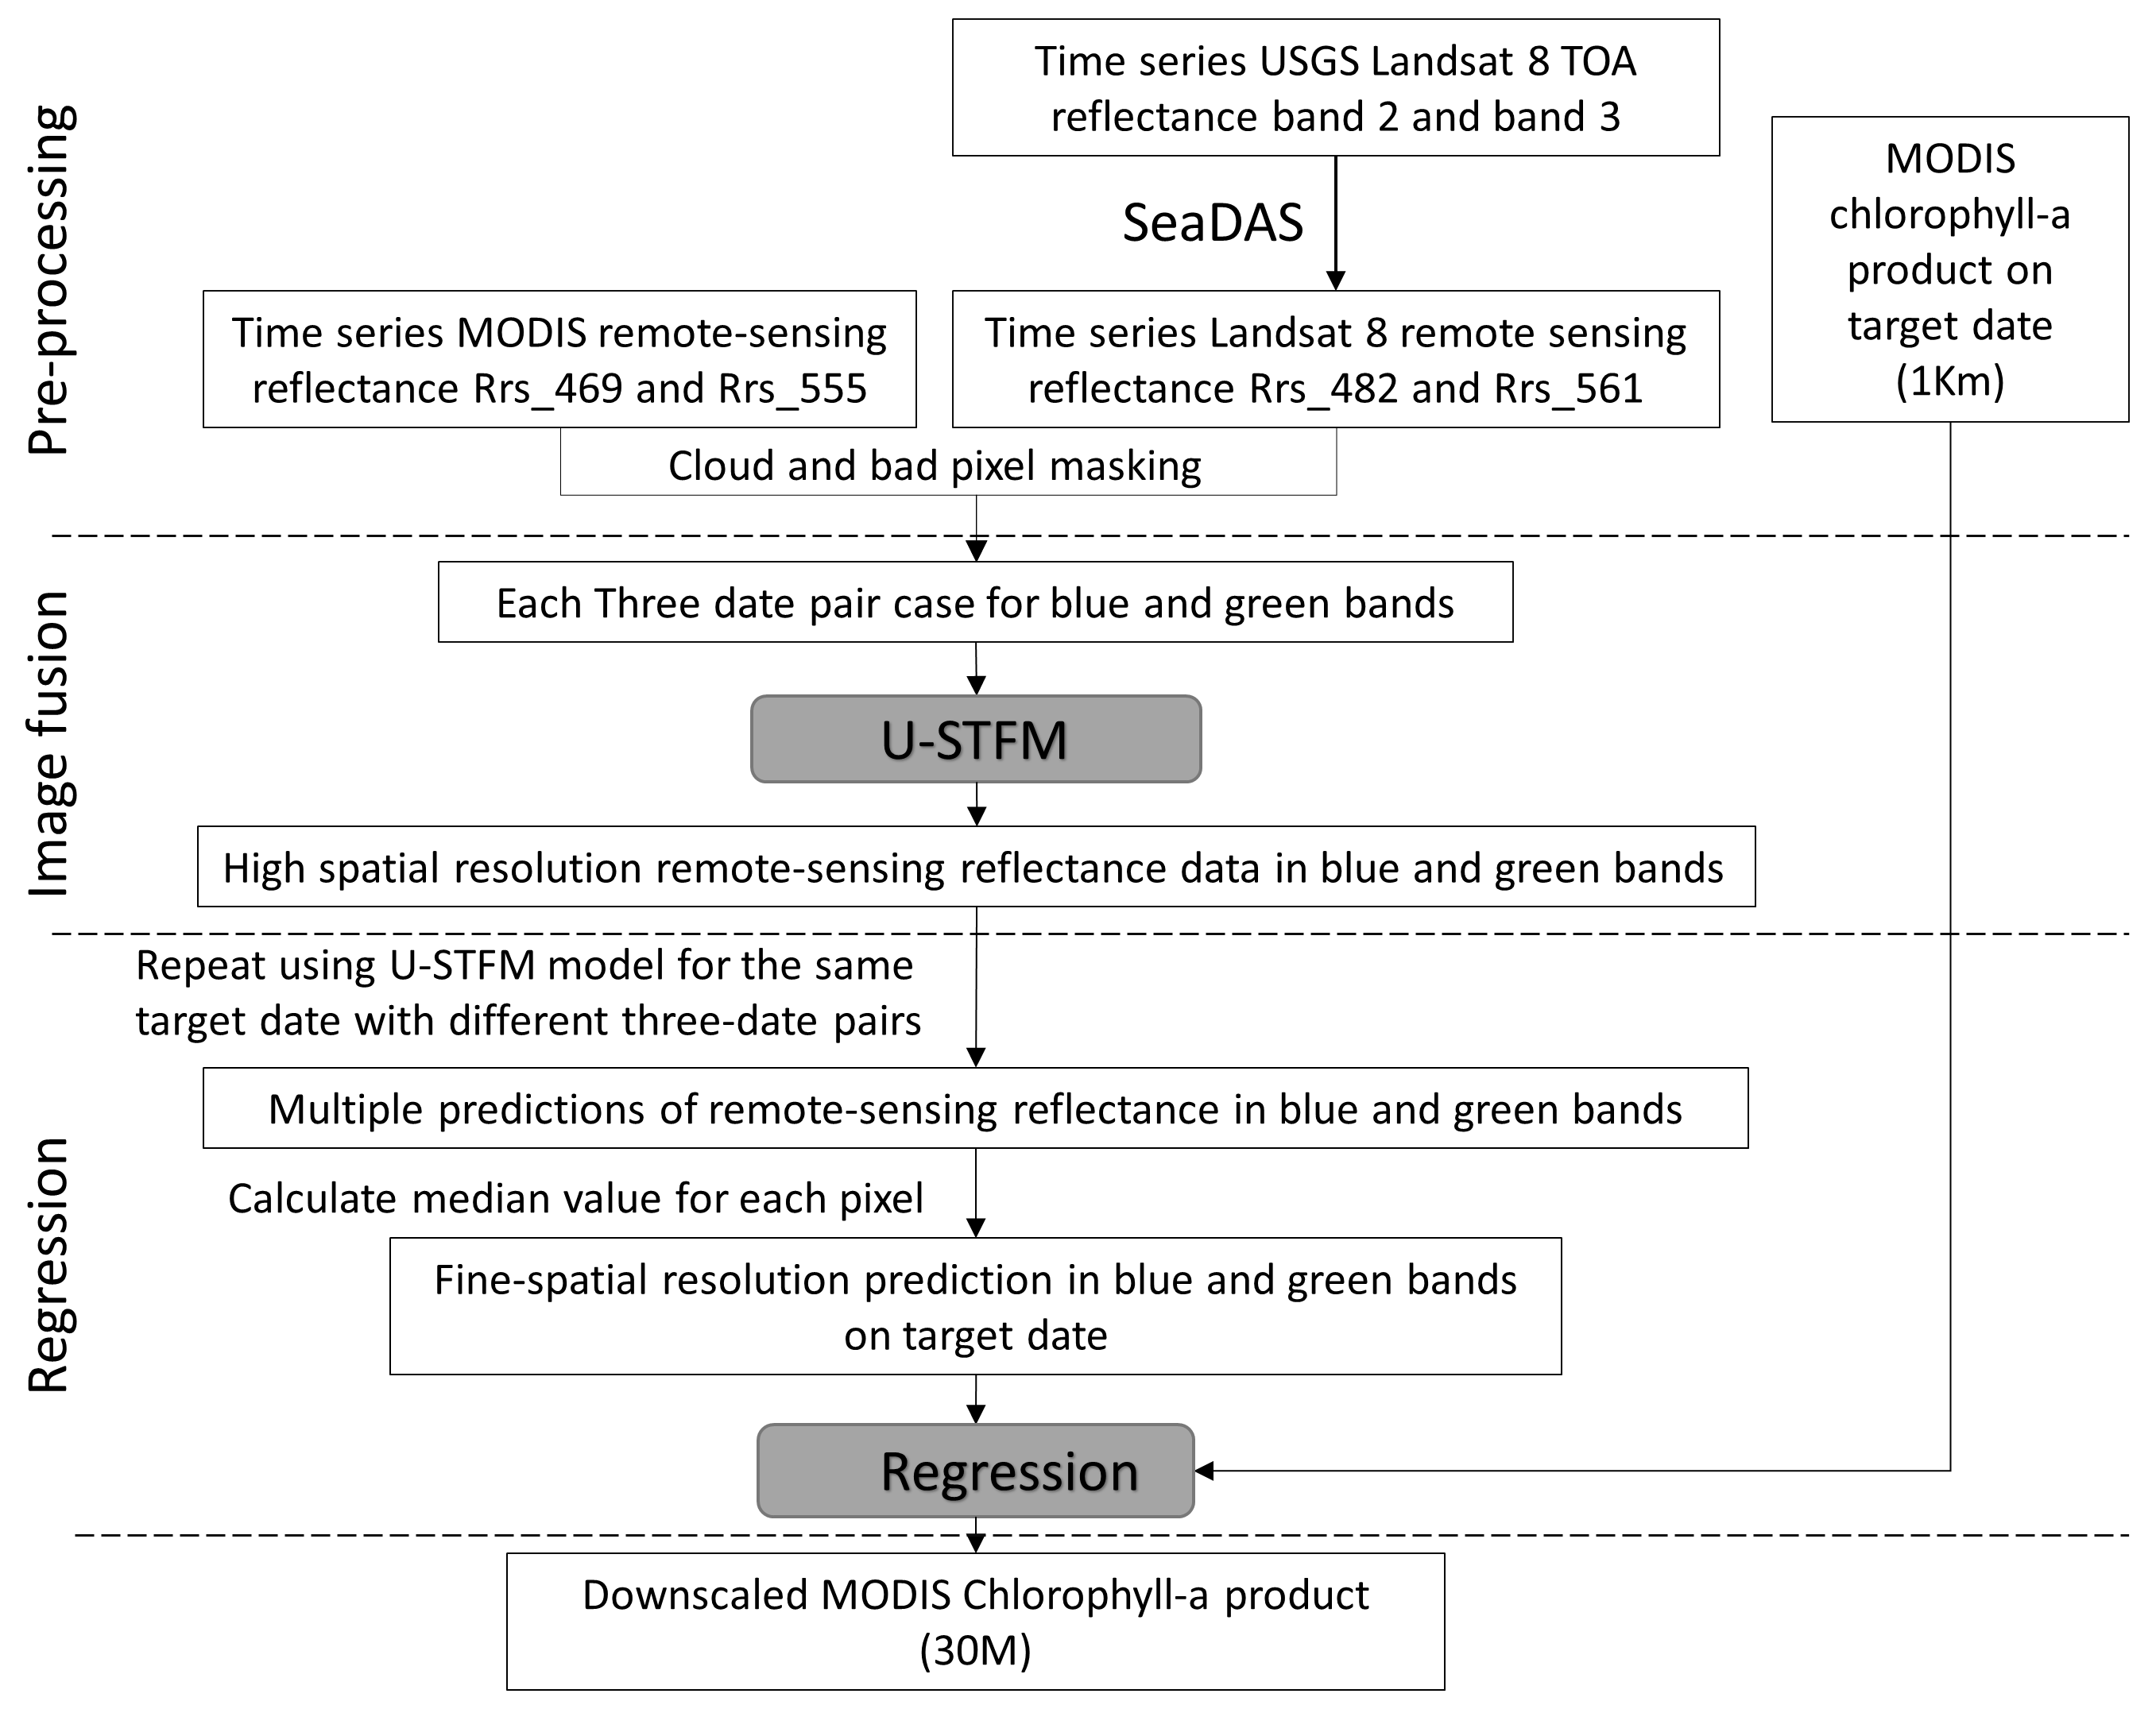 Pre-processing
Time series USGS Landsat 8 TOA
reflectance band 2 and band 3
MODIS
chlorophyll-a
product on
target date
(1Km)
SeaDAS
Time series MODIS remote-sensing
reflectance Rrs_469 and Rrs_555
Time series Landsat 8 remote sensing
reflectance Rrs_482 and Rrs_561
Cloud and bad pixel masking
Image fusion
Each Three date pair case for blue and green bands
U-STFM
High spatial resolution remote-sensing reflectance data in blue and green bands
Regression
Repeat using U-STFM model for the same
target date with different three-date pairs
Multiple predictions of remote-sensing reflectance in blue and green bands
Calculate median value for each pixel
Fine-spatial resolution prediction in blue and green bands
on target date
Regression
Downscaled MODIS Chlorophyll-a product
(30M)